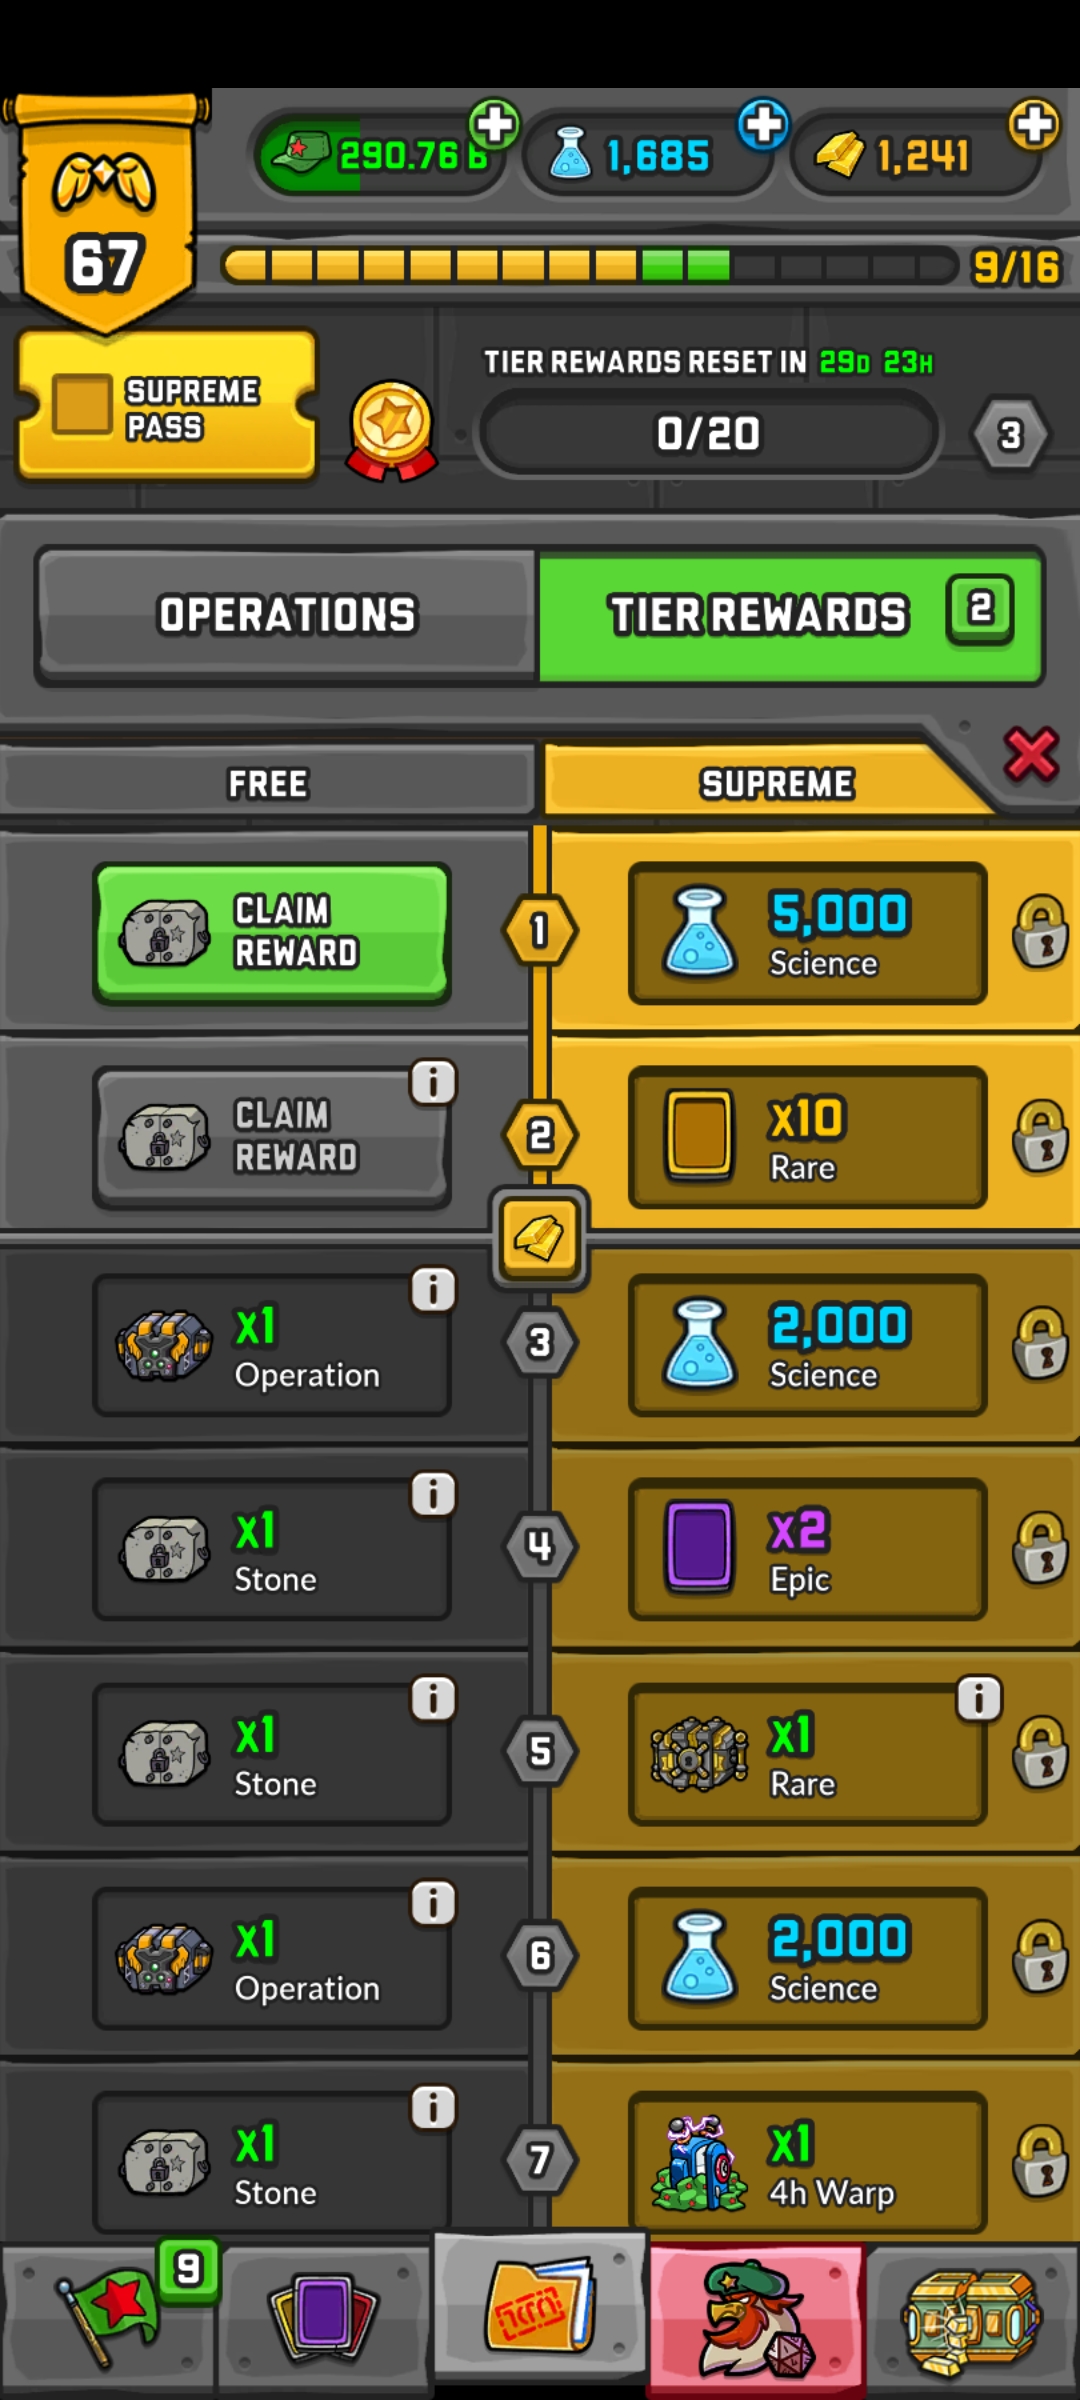 290.76 B
1,685
1,241
67
9/16
TIER REWARDS RESET IN 29D 23H
SUPREME
PASS
0/20
3
OPERATIONS
TIER REWARDS
2
FREE
SUPREME
CLAIM
REWARD
1
5,000
Science
CLAIM
REWARD
i
2
x10
Rare
x1
Operation
i
3
2,000
Science
x1
Stone
i
4
x2
Epic
x1
Stone
i
5
x1
Rare
i
x1
Operation
i
6
2,000
Science
x1
Stone
i
7
x1
4h Warp
9